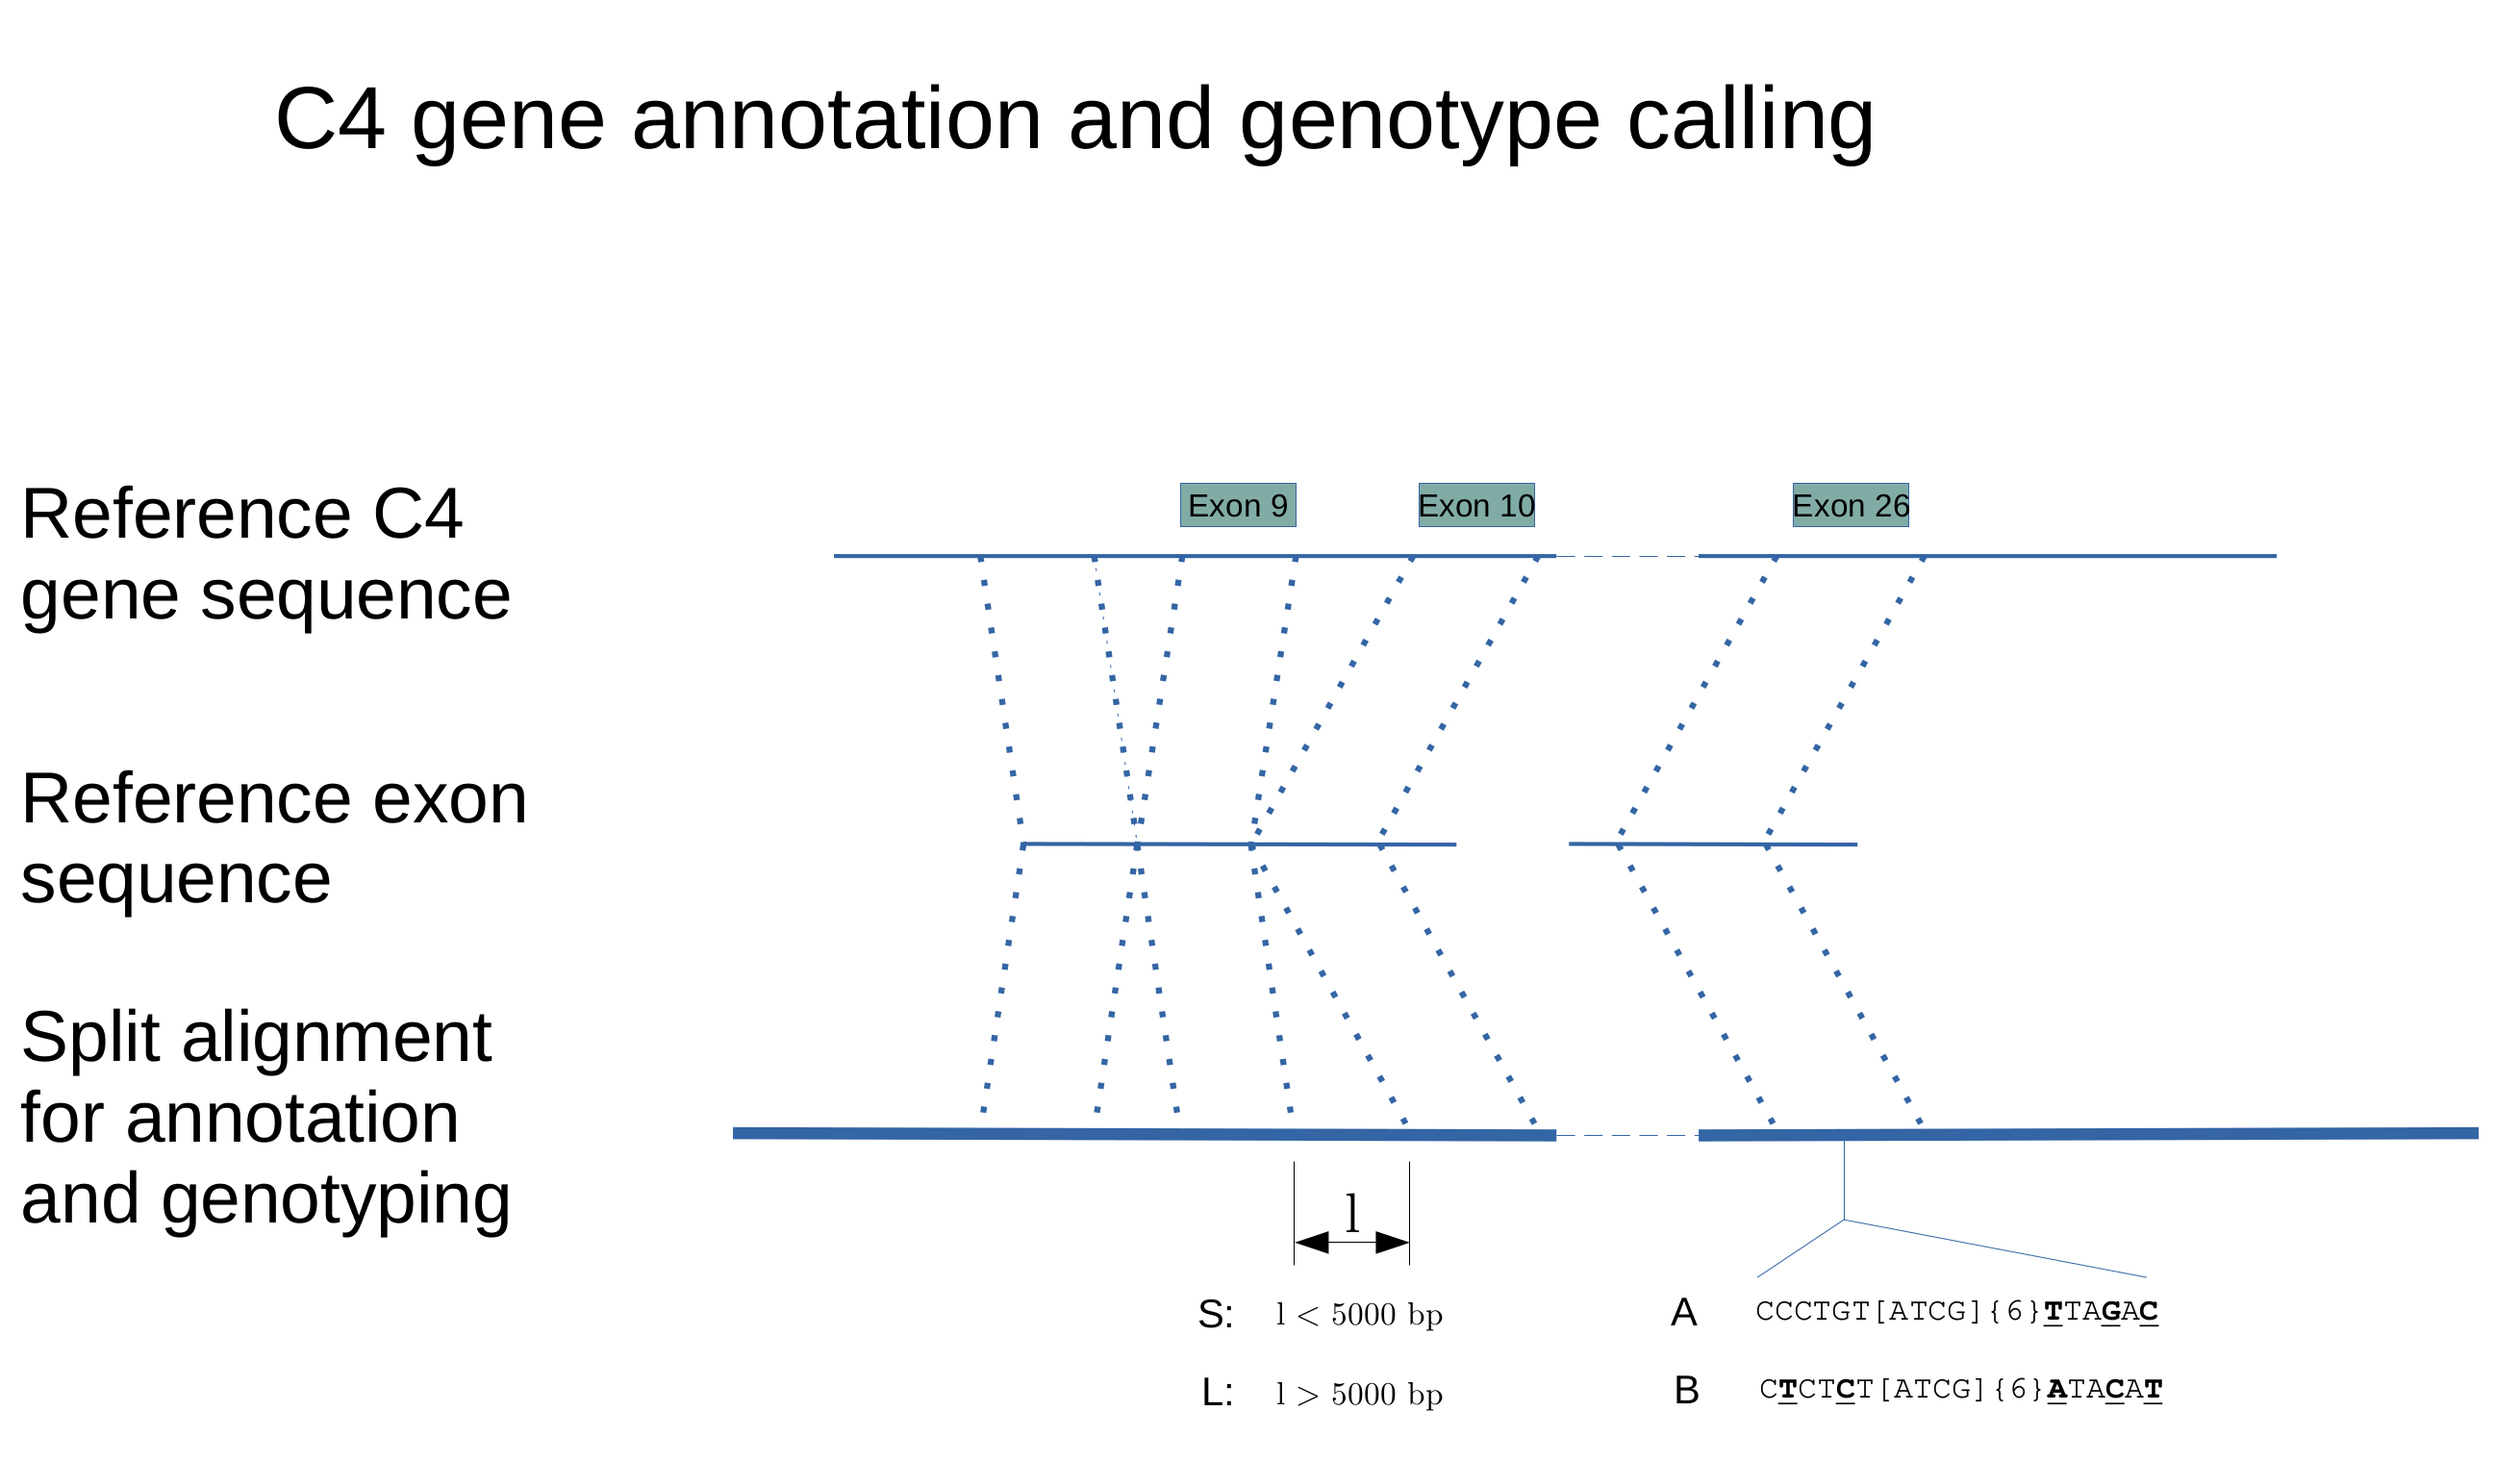 C4 gene annotation and genotype calling
Reference C4
gene sequence
Exon 9
Exon 10
Exon 26
Reference exon
sequence
Split alignment
for annotation
and genotyping
l
S: l < 5000 bp
A CCCTGT[ATCG]{6}TTAGAC
L: l > 5000 bp
B CTCTCT[ATCG]{6}ATACAT